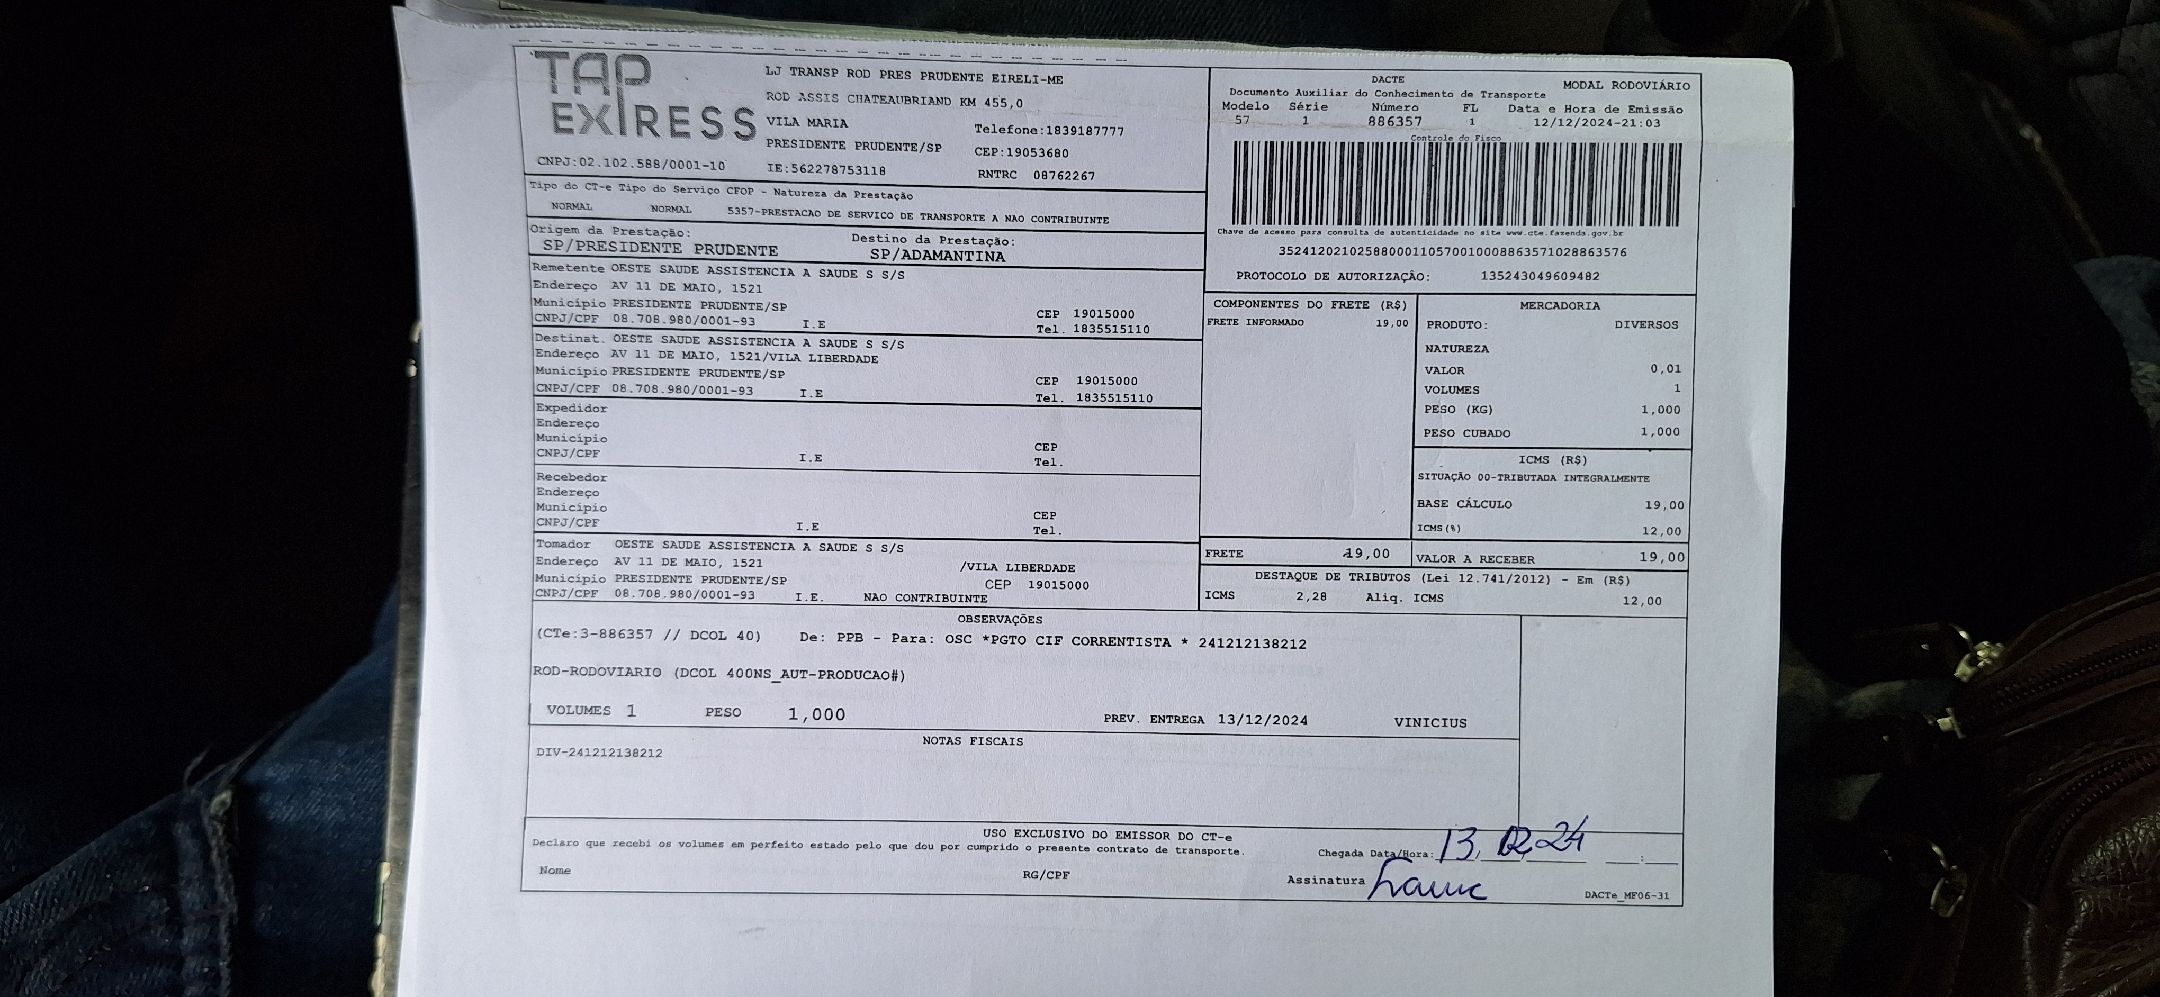 TAP EXPRESS
LJ TRANSP ROD PRES PRUDENTE EIRELI-ME
ROD ASSIS CHATEAUBRIAND KM 455,0
VILA MARIA Telefone:1839187777
PRESIDENTE PRUDENTE/SP CEP:19053680
CNPJ:02.102.588/0001-10 IE:562278753118 RNTRC 08762267
DACTE MODAL RODOVIÁRIO
Documento Auxiliar do Conhecimento de Transporte
Modelo Série Número FL Data e Hora de Emissão
57 1 886357 1 12/12/2024-21:03
Controle do Fisco
Chave de acesso para consulta de autenticidade no site www.cte.fazenda.gov.br
35241202102588000110570010008863571028863576
PROTOCOLO DE AUTORIZAÇÃO: 135243049609482
Tipo do CT-e Tipo do Serviço CFOP - Natureza da Prestação
NORMAL NORMAL 5357-PRESTACAO DE SERVICO DE TRANSPORTE A NAO CONTRIBUINTE
Origem da Prestação: Destino da Prestação:
SP/PRESIDENTE PRUDENTE SP/ADAMANTINA
Remetente OESTE SAUDE ASSISTENCIA A SAUDE S S/S
Endereço AV 11 DE MAIO, 1521
Município PRESIDENTE PRUDENTE/SP CEP 19015000
CNPJ/CPF 08.708.980/0001-93 I.E Tel. 1835515110
Destinat. OESTE SAUDE ASSISTENCIA A SAUDE S S/S
Endereço AV 11 DE MAIO, 1521/VILA LIBERDADE
Município PRESIDENTE PRUDENTE/SP CEP 19015000
CNPJ/CPF 08.708.980/0001-93 I.E Tel. 1835515110
Expedidor
Endereço
Município CEP
CNPJ/CPF I.E Tel.
Recebedor
Endereço
Município CEP
CNPJ/CPF I.E Tel.
Tomador OESTE SAUDE ASSISTENCIA A SAUDE S S/S
Endereço AV 11 DE MAIO, 1521 /VILA LIBERDADE
Município PRESIDENTE PRUDENTE/SP CEP 19015000
CNPJ/CPF 08.708.980/0001-93 I.E. NAO CONTRIBUINTE
COMPONENTES DO FRETE (R$)
FRETE INFORMADO 19,00
MERCADORIA
PRODUTO: DIVERSOS
NATUREZA
VALOR 0,01
VOLUMES 1
PESO (KG) 1,000
PESO CUBADO 1,000
ICMS (R$)
SITUAÇÃO 00-TRIBUTADA INTEGRALMENTE
BASE CÁLCULO 19,00
ICMS(%) 12,00
FRETE 19,00 VALOR A RECEBER 19,00
DESTAQUE DE TRIBUTOS (Lei 12.741/2012) - Em (R$)
ICMS 2,28 Aliq. ICMS 12,00
OBSERVAÇÕES
(CTe:3-886357 // DCOL 40) De: PPB - Para: OSC *PGTO CIF CORRENTISTA * 241212138212
ROD-RODOVIARIO (DCOL 400NS_AUT-PRODUCAO#)
VOLUMES 1 PESO 1,000 PREV. ENTREGA 13/12/2024 VINICIUS
NOTAS FISCAIS
DIV-241212138212
USO EXCLUSIVO DO EMISSOR DO CT-e
Declaro que recebi os volumes em perfeito estado pelo que dou por cumprido o presente contrato de transporte.
Chegada Data/Hora: 13, 12, 24
Nome RG/CPF Assinatura
DACTe_MF06-31